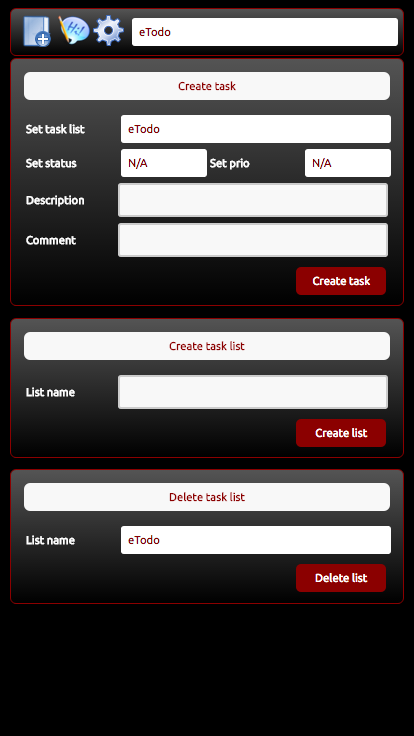 eTodo
Create task
Set task list eTodo
Set status N/A Set prio N/A
Description
Comment
Create task
Create task list
List name
Create list
Delete task list
List name eTodo
Delete list